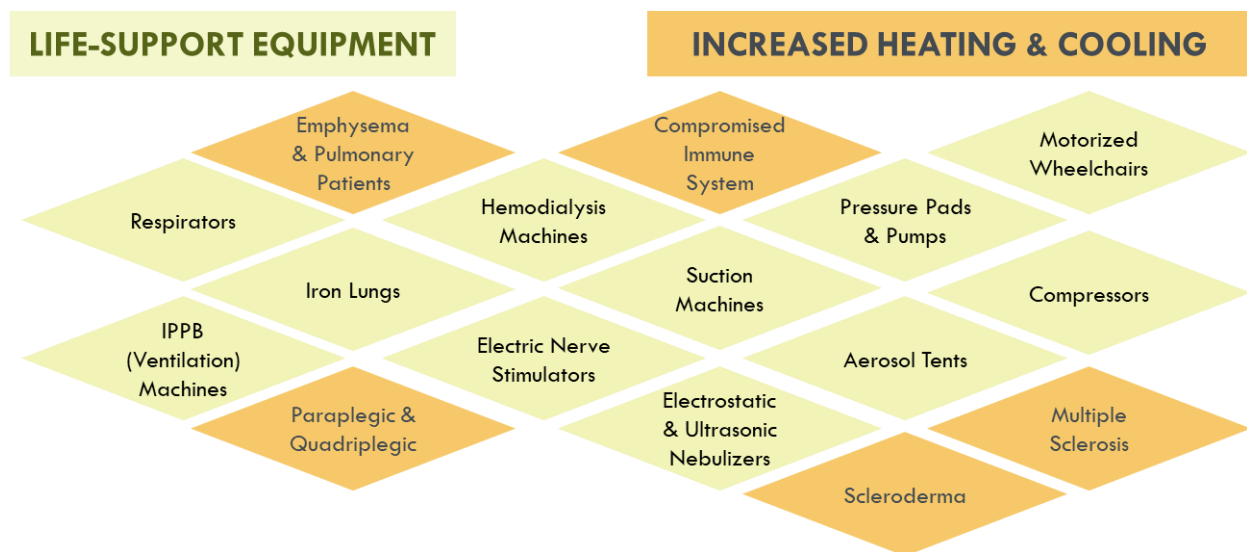 LIFE-SUPPORT EQUIPMENT
INCREASED HEATING & COOLING
Emphysema
& Pulmonary
Patients
Compromised
Immune
System
Motorized
Wheelchairs
Respirators
Hemodialysis
Machines
Pressure Pads
& Pumps
Iron Lungs
Suction
Machines
Compressors
IPPB
(Ventilation)
Machines
Electric Nerve
Stimulators
Aerosol Tents
Paraplegic &
Quadriplegic
Electrostatic
& Ultrasonic
Nebulizers
Multiple
Sclerosis
Scleroderma